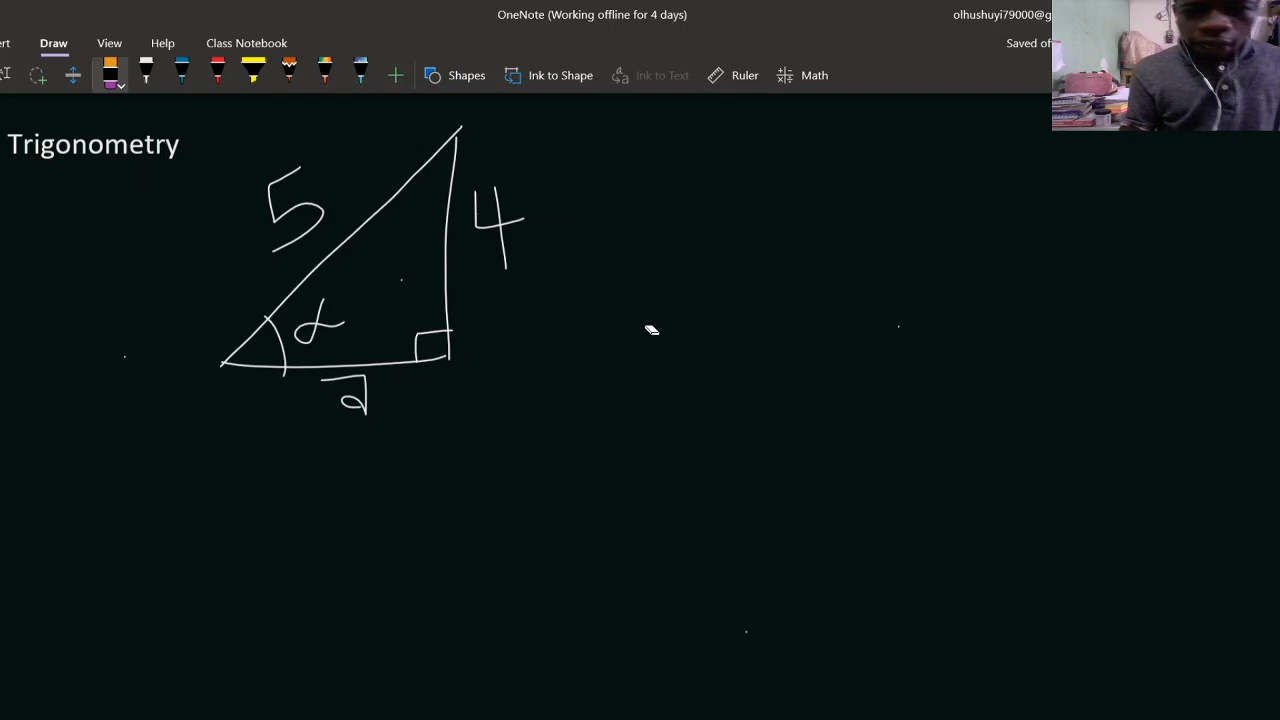 OneNote (Working offline for 4 days)
olhushuyi79000@g
ert
Draw
View
Help
Class Notebook
Saved of
Shapes
Ink to Shape
Ink to Text
Ruler
Math
Trigonometry
5
4
α